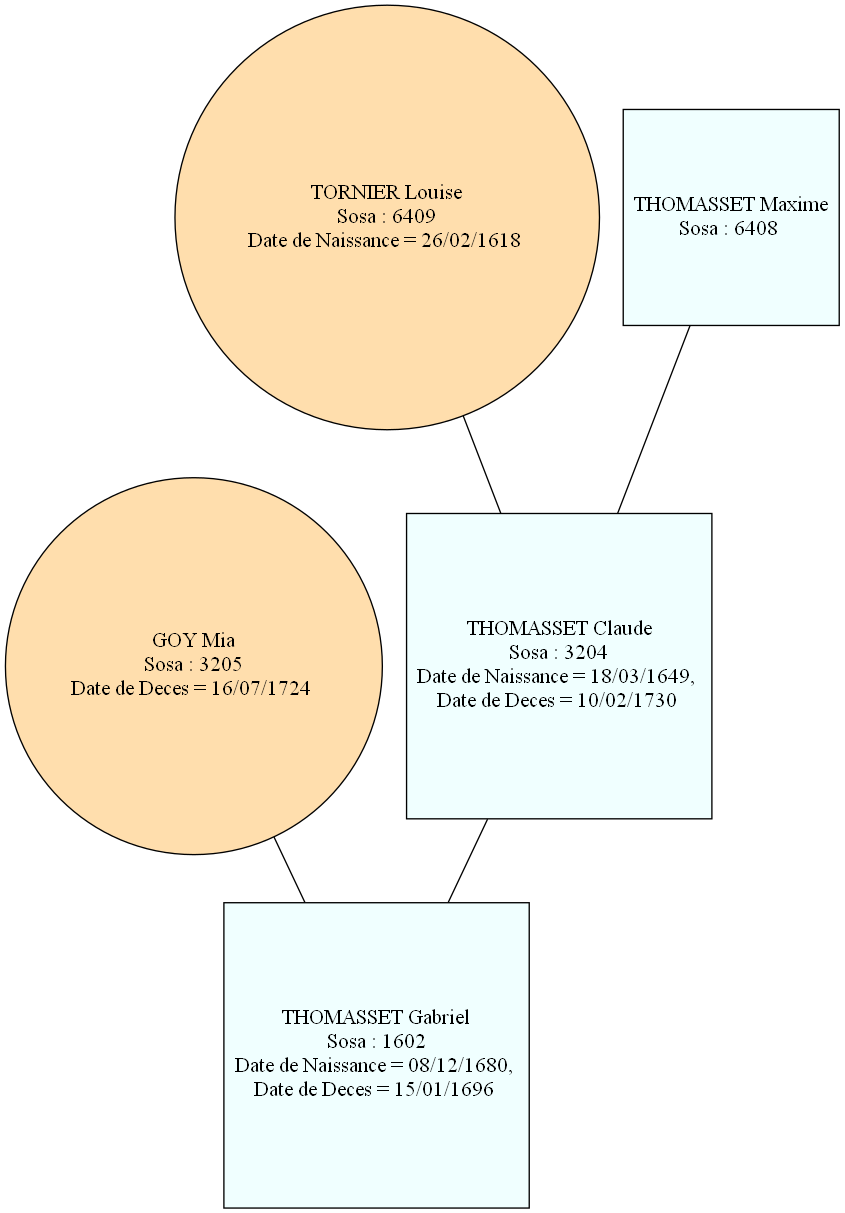 TORNIER Louise
Sosa : 6409
Date de Naissance = 26/02/1618
THOMASSET Maxime
Sosa : 6408
GOY Mia
Sosa : 3205
Date de Deces = 16/07/1724
THOMASSET Claude
Sosa : 3204
Date de Naissance = 18/03/1649,
Date de Deces = 10/02/1730
THOMASSET Gabriel
Sosa : 1602
Date de Naissance = 08/12/1680,
Date de Deces = 15/01/1696